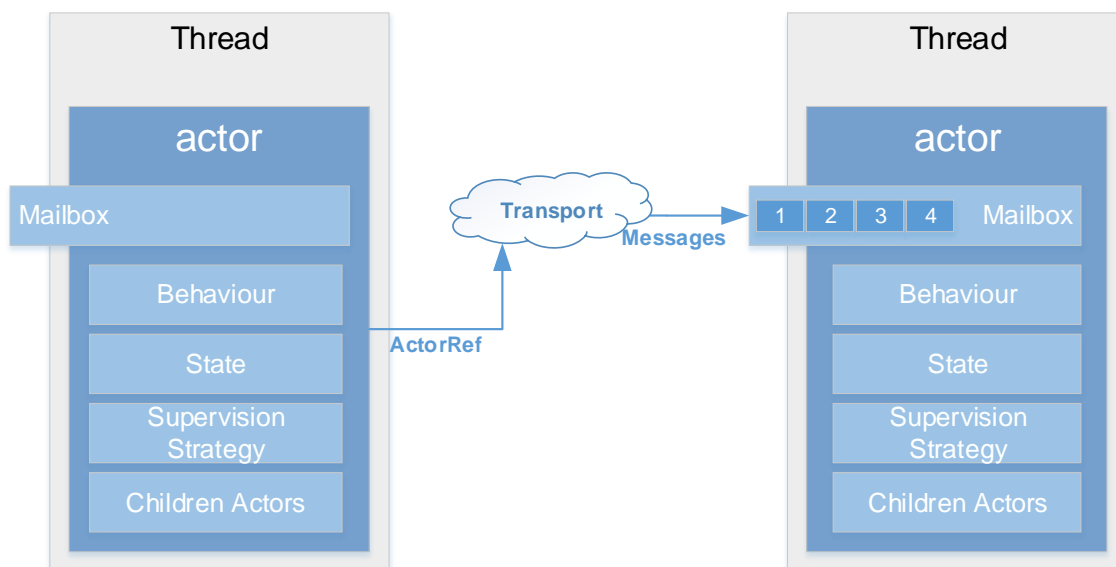 Thread
actor
Mailbox
Behaviour
State
Supervision
Strategy
Children Actors
ActorRef
Transport
Messages
Thread
actor
1 2 3 4 Mailbox
Behaviour
State
Supervision
Strategy
Children Actors